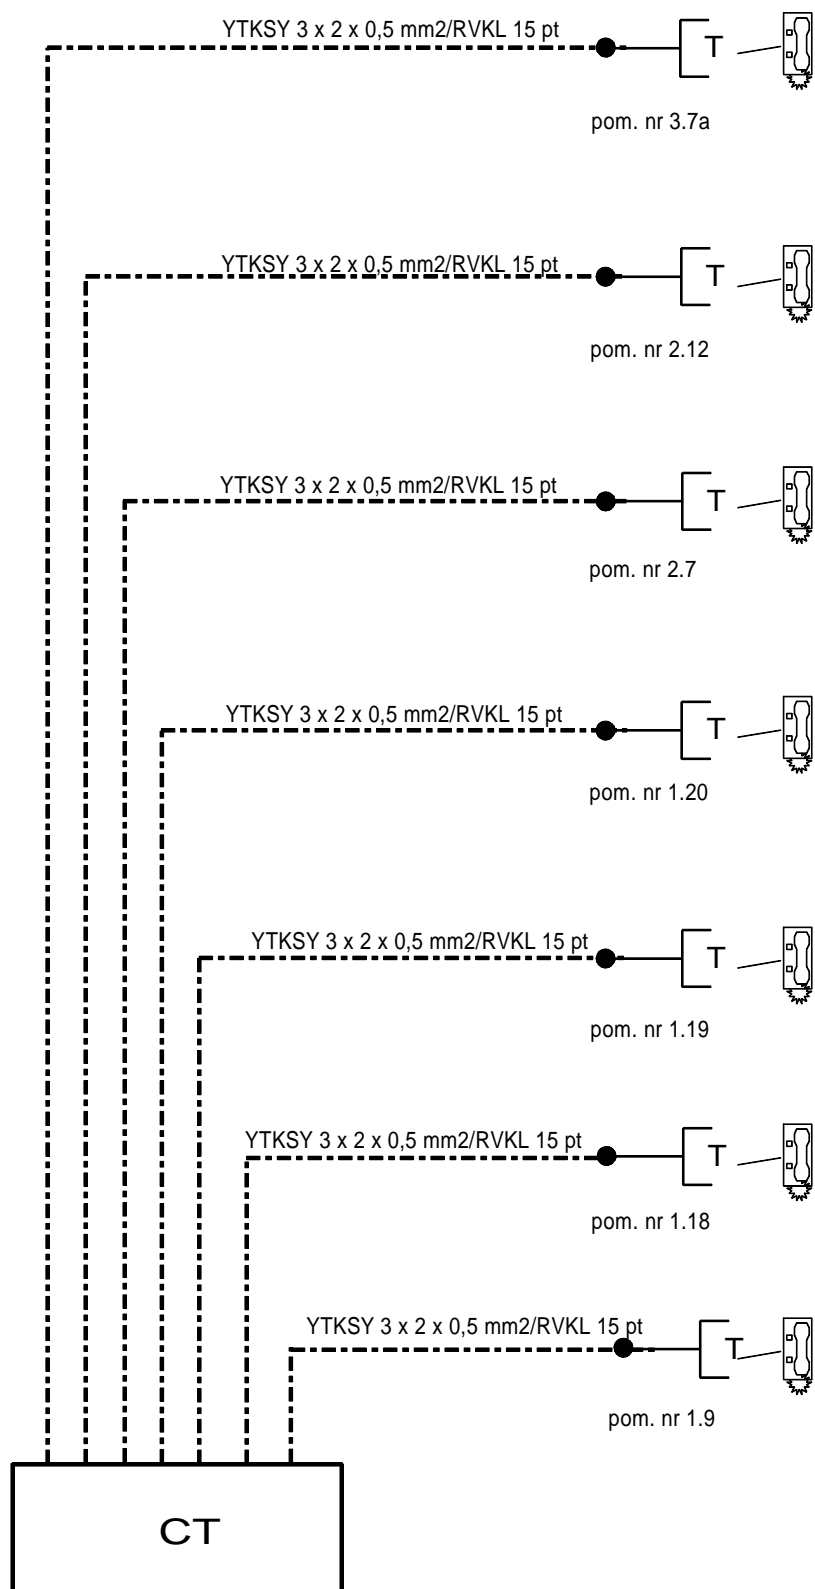 YTKSY 3 x 2 x 0,5 mm2/RVKL 15 pt
T
pom. nr 3.7a
YTKSY 3 x 2 x 0,5 mm2/RVKL 15 pt
T
pom. nr 2.12
YTKSY 3 x 2 x 0,5 mm2/RVKL 15 pt
T
pom. nr 2.7
YTKSY 3 x 2 x 0,5 mm2/RVKL 15 pt
T
pom. nr 1.20
YTKSY 3 x 2 x 0,5 mm2/RVKL 15 pt
T
pom. nr 1.19
YTKSY 3 x 2 x 0,5 mm2/RVKL 15 pt
T
pom. nr 1.18
YTKSY 3 x 2 x 0,5 mm2/RVKL 15 pt
T
pom. nr 1.9
CT